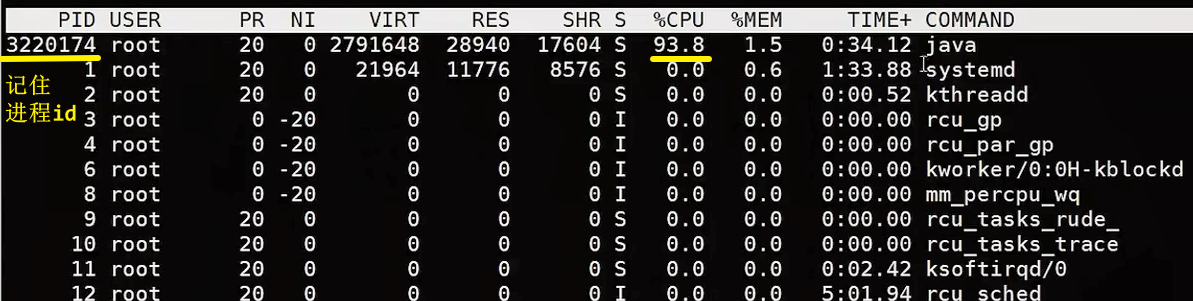 PID USER PR NI VIRT RES SHR S %CPU %MEM TIME+ COMMAND
3220174 root 20 0 2791648 28940 17604 S 93.8 1.5 0:34.12 java
1 root 20 0 21964 11776 8576 S 0.0 0.6 1:33.88 systemd
记住
2 root 20 0 0 0 0 S 0.0 0.0 0:00.52 kthreadd
进程id
3 root 0 -20 0 0 0 I 0.0 0.0 0:00.00 rcu_gp
4 root 0 -20 0 0 0 I 0.0 0.0 0:00.00 rcu_par_gp
6 root 0 -20 0 0 0 I 0.0 0.0 0:00.00 kworker/0:0H-kblockd
8 root 0 -20 0 0 0 I 0.0 0.0 0:00.00 mm_percpu_wq
9 root 20 0 0 0 0 S 0.0 0.0 0:00.00 rcu_tasks_rude_
10 root 20 0 0 0 0 S 0.0 0.0 0:00.00 rcu_tasks_trace
11 root 20 0 0 0 0 S 0.0 0.0 0:02.42 ksoftirqd/0
12 root 20 0 0 0 0 I 0.0 0.0 5:01.94 rcu_sched